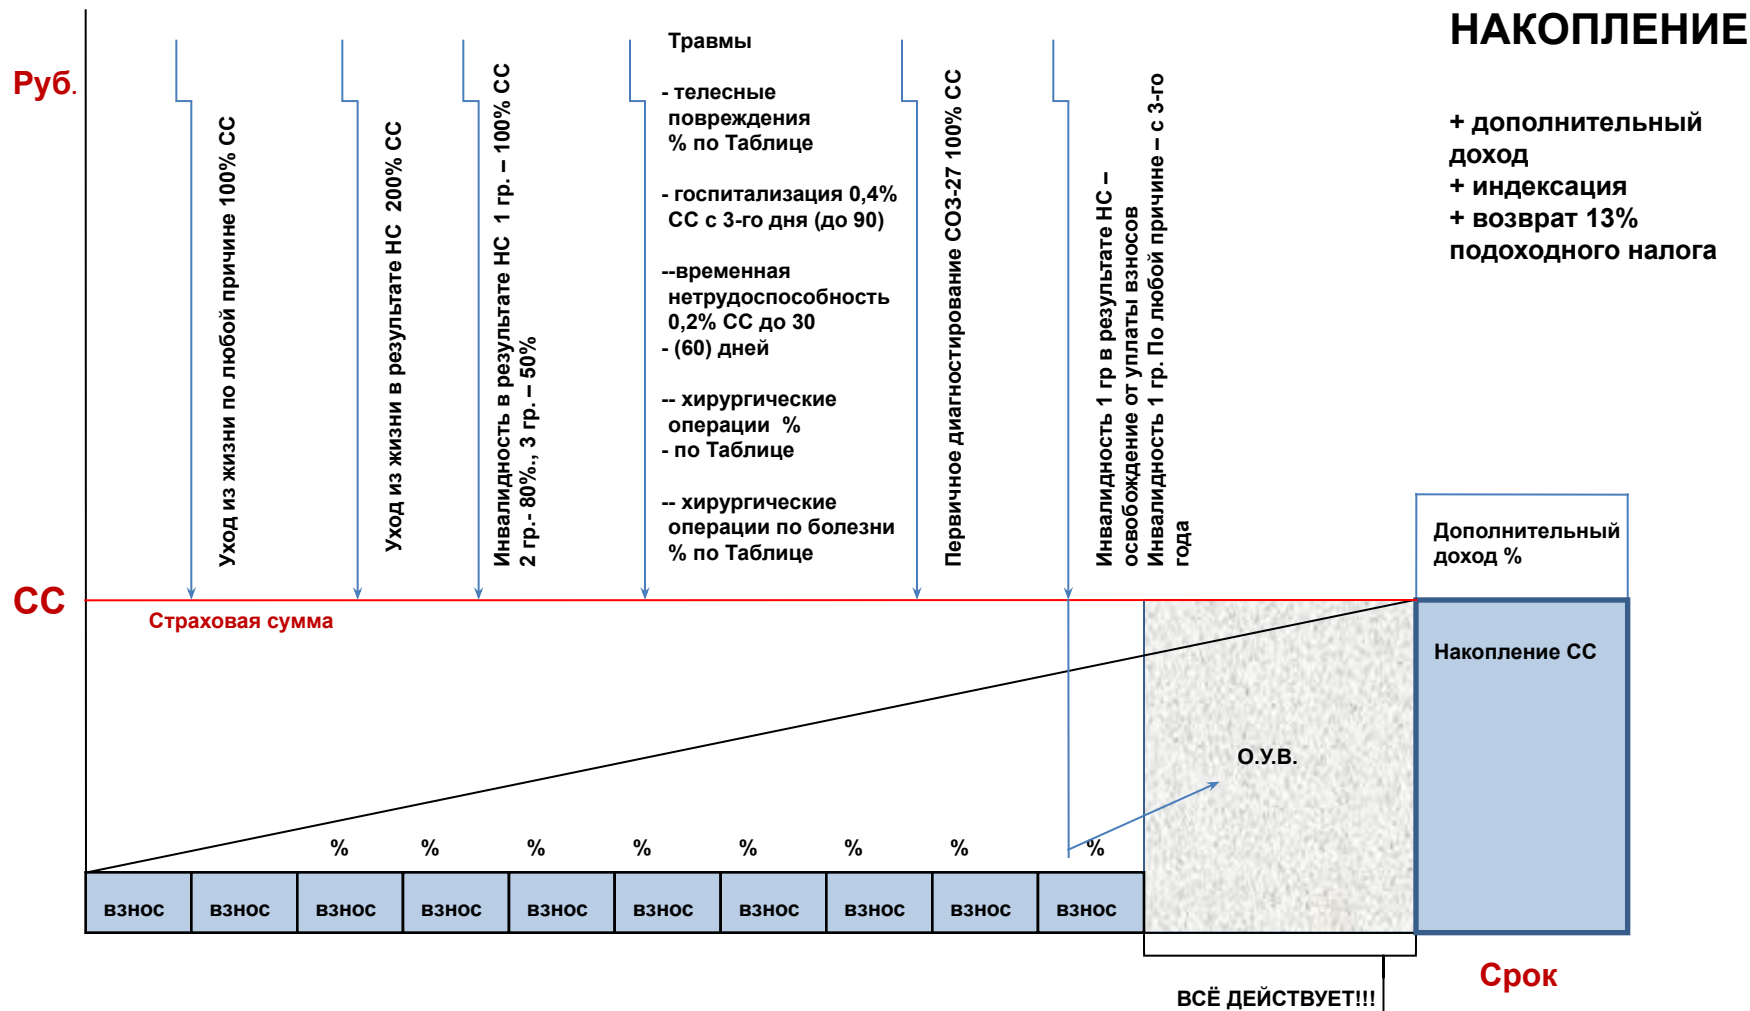 НАКОПЛЕНИЕ
Руб.
+ дополнительный
доход
+ индексация
+ возврат 13%
подоходного налога
Уход из жизни по любой причине 100% СС
Уход из жизни в результате НС  200% СС
Инвалидность в результате НС  1 гр. – 100% СС
2 гр.- 80%., 3 гр. – 50%
Травмы
- телесные
повреждения
% по Таблице
- госпитализация 0,4%
СС с 3-го дня (до 90)
--временная
нетрудоспособность
0,2% СС до 30
- (60) дней
-- хирургические
операции  %
- по Таблице
-- хирургические
операции по болезни
% по Таблице
Первичное диагностирование СОЗ-27 100% СС
Инвалидность 1 гр в результате НС –
освобождение от уплаты взносов
Инвалидность 1 гр. По любой причине – с 3-го
года
Дополнительный
доход %
СС
Страховая сумма
Накопление СС
О.У.В.
% % % % % % % %
взнос взнос взнос взнос взнос взнос взнос взнос взнос взнос
Срок
ВСЁ ДЕЙСТВУЕТ!!!